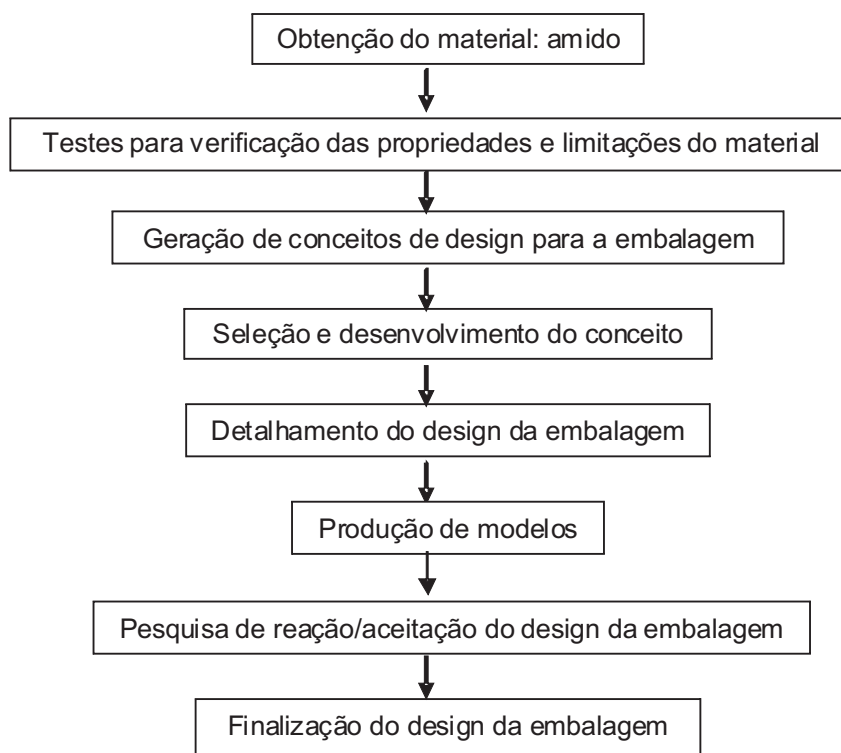 Obtenção do material: amido
Testes para verificação das propriedades e limitações do material
Geração de conceitos de design para a embalagem
Seleção e desenvolvimento do conceito
Detalhamento do design da embalagem
Produção de modelos
Pesquisa de reação/aceitação do design da embalagem
Finalização do design da embalagem